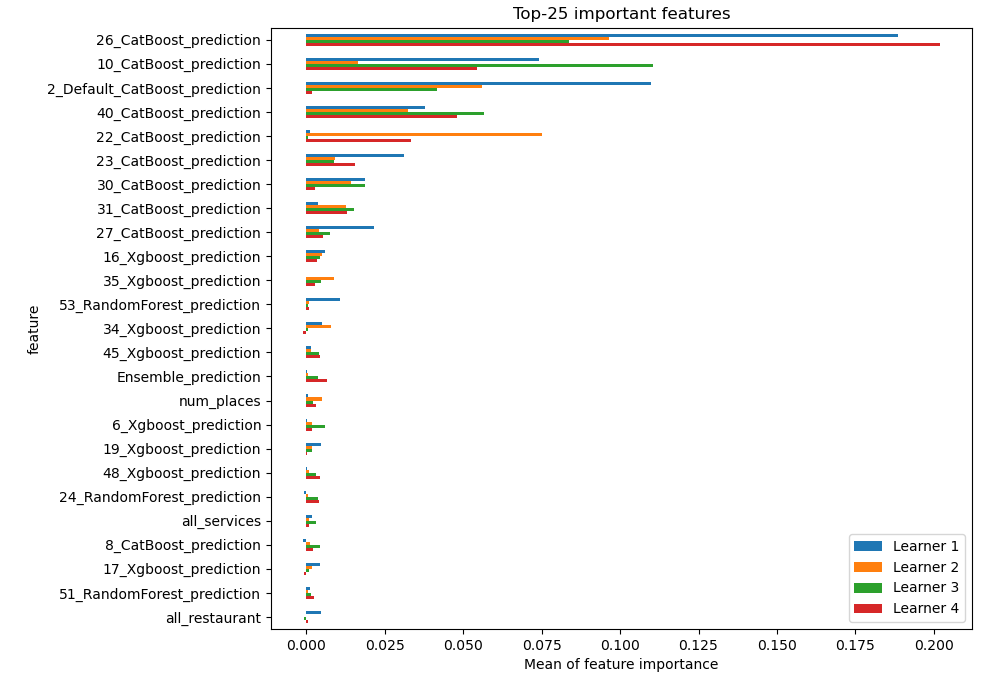 Top-25 important features
26_CatBoost_prediction
10_CatBoost_prediction
2_Default_CatBoost_prediction
40_CatBoost_prediction
22_CatBoost_prediction
23_CatBoost_prediction
30_CatBoost_prediction
31_CatBoost_prediction
27_CatBoost_prediction
16_Xgboost_prediction
35_Xgboost_prediction
53_RandomForest_prediction
34_Xgboost_prediction
45_Xgboost_prediction
Ensemble_prediction
num_places
6_Xgboost_prediction
19_Xgboost_prediction
48_Xgboost_prediction
24_RandomForest_prediction
all_services
8_CatBoost_prediction
17_Xgboost_prediction
51_RandomForest_prediction
all_restaurant
feature
Learner 1
Learner 2
Learner 3
Learner 4
0.000 0.025 0.050 0.075 0.100 0.125 0.150 0.175 0.200
Mean of feature importance